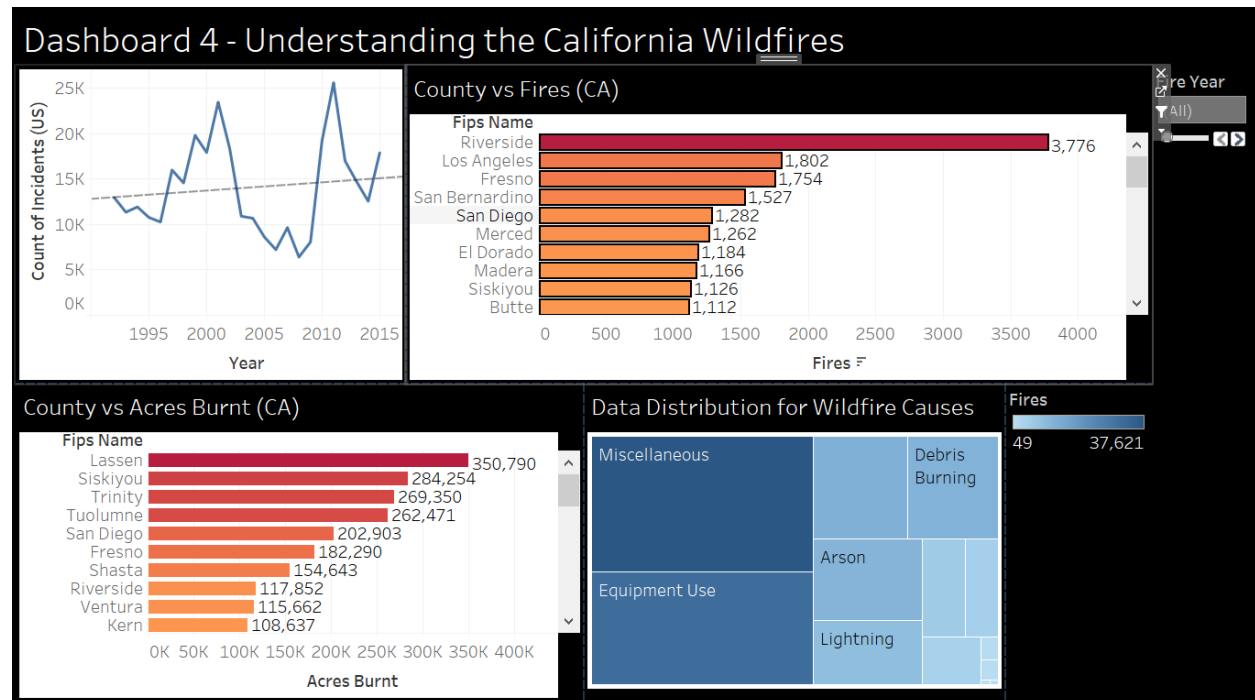 Dashboard 4 - Understanding the California Wildfires
Count of Incidents (US)
25K
20K
15K
10K
5K
0K
1995 2000 2005 2010 2015
Year
County vs Fires (CA)
Fips Name
Riverside 3,776
Los Angeles 1,802
Fresno 1,754
San Bernardino 1,527
San Diego 1,282
Merced 1,262
El Dorado 1,184
Madera 1,166
Siskiyou 1,126
Butte 1,112
0 500 1000 1500 2000 2500 3000 3500 4000
Fires
ire Year
All)
County vs Acres Burnt (CA)
Fips Name
Lassen 350,790
Siskiyou 284,254
Trinity 269,350
Tuolumne 262,471
San Diego 202,903
Fresno 182,290
Shasta 154,643
Riverside 117,852
Ventura 115,662
Kern 108,637
0K 50K 100K 150K 200K 250K 300K 350K 400K
Acres Burnt
Data Distribution for Wildfire Causes
Miscellaneous
Equipment Use
Debris
Burning
Arson
Lightning
Fires
49 37,621